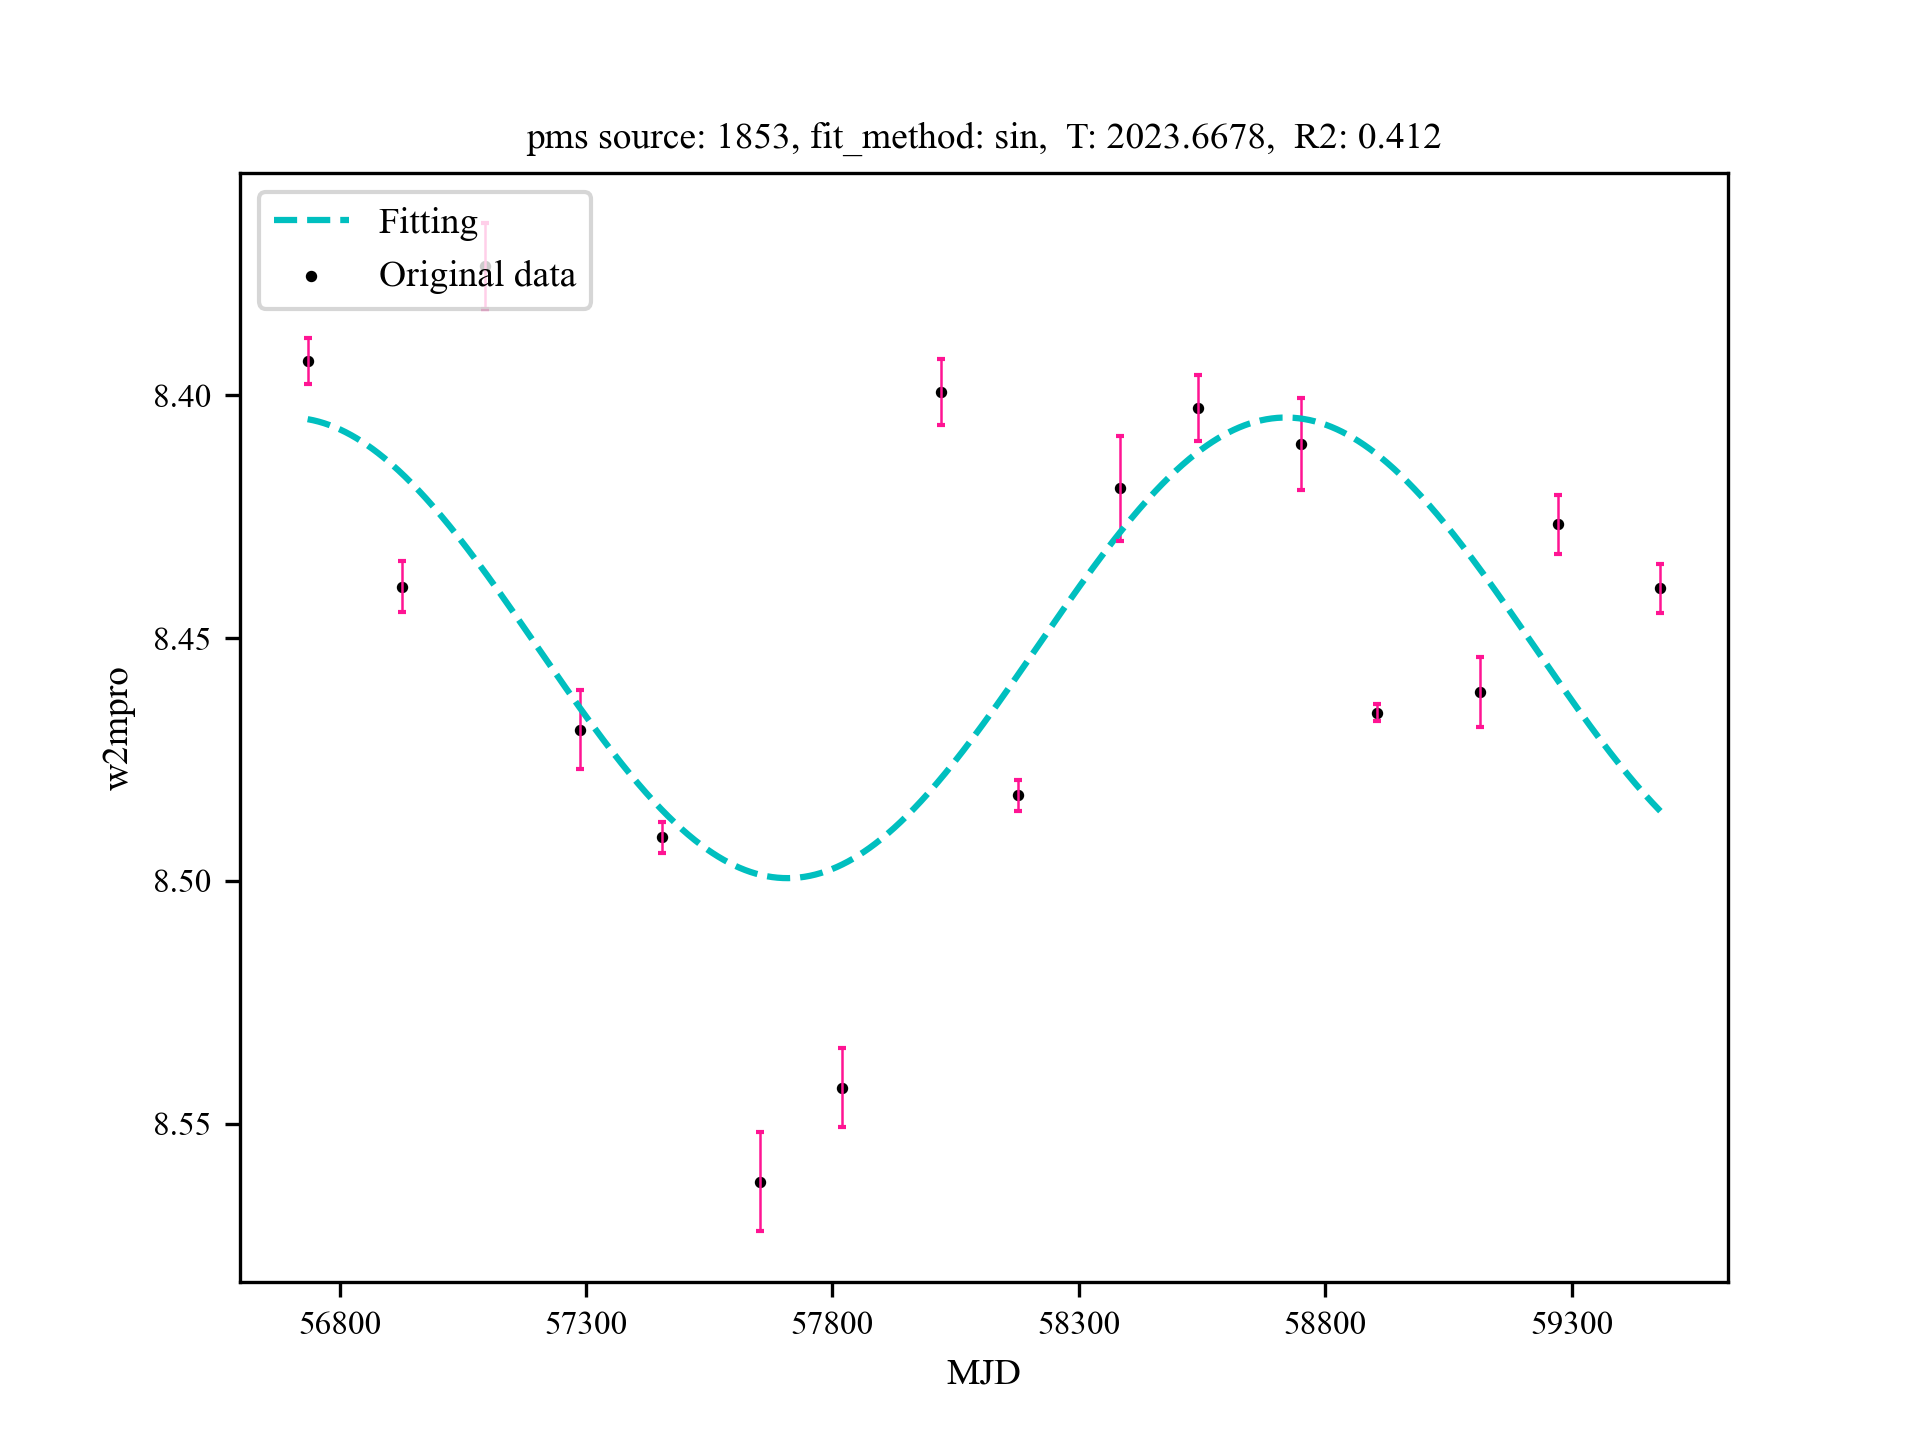 pms source: 1853, fit_method: sin,  T: 2023.6678,  R2: 0.412
Fitting
Original data
8.40
8.45
8.50
8.55
w2mpro
56800 57300 57800 58300 58800 59300
MJD